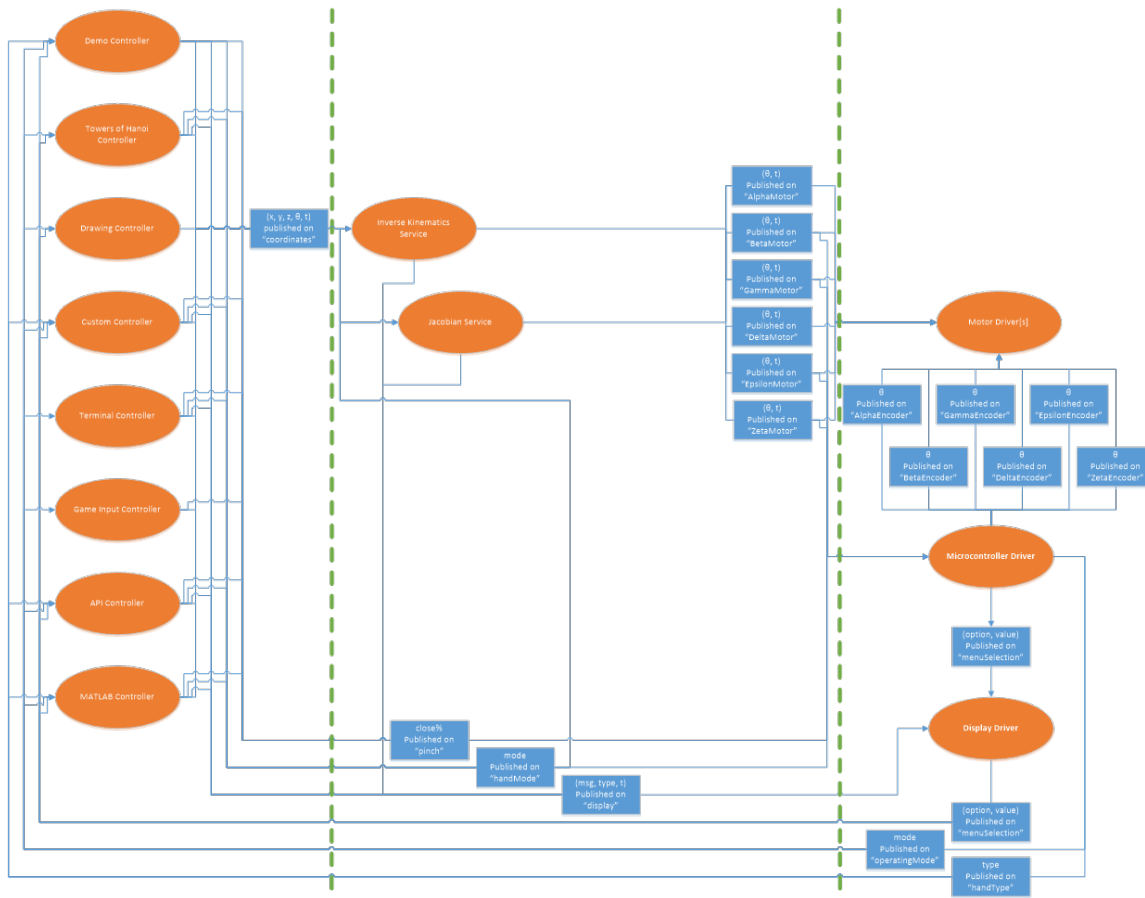 Demo Controller
Towers of Hanoi
Controller
Drawing Controller
Custom Controller
Terminal Controller
Game Input Controller
API Controller
MATLAB Controller
(x, y, z, θ, t)
published on
"coordinates"
Inverse Kinematics
Service
Jacobian Service
(θ, t)
Published on
"AlphaMotor"
(θ, t)
Published on
"BetaMotor"
(θ, t)
Published on
"GammaMotor"
(θ, t)
Published on
"DeltaMotor"
(θ, t)
Published on
"EpsilonMotor"
(θ, t)
Published on
"ZetaMotor"
Motor Driver[s]
θ
Published on
"AlphaEncoder"
θ
Published on
"GammaEncoder"
θ
Published on
"EpsilonEncoder"
θ
Published on
"BetaEncoder"
θ
Published on
"DeltaEncoder"
θ
Published on
"ZetaEncoder"
Microcontroller Driver
(option, value)
Published on
"menuSelection"
Display Driver
close%
Published on
"pinch"
mode
Published on
"handMode"
(msg, type, t)
Published on
"display"
(option, value)
Published on
"menuSelection"
mode
Published on
"operatingMode"
type
Published on
"handType"